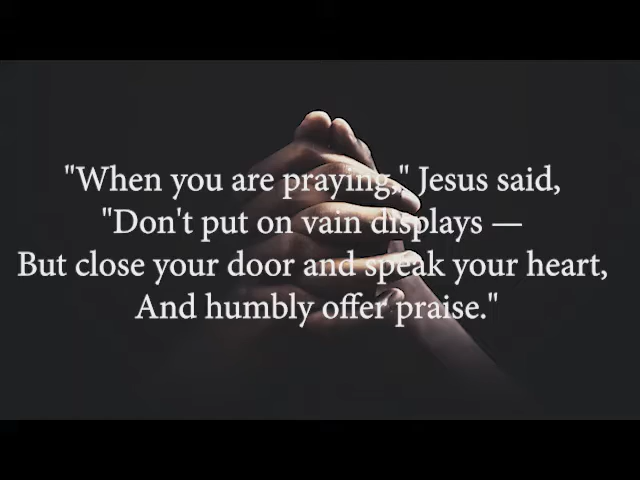 "When you are praying," Jesus said,
"Don't put on vain displays —
But close your door and speak your heart,
And humbly offer praise."